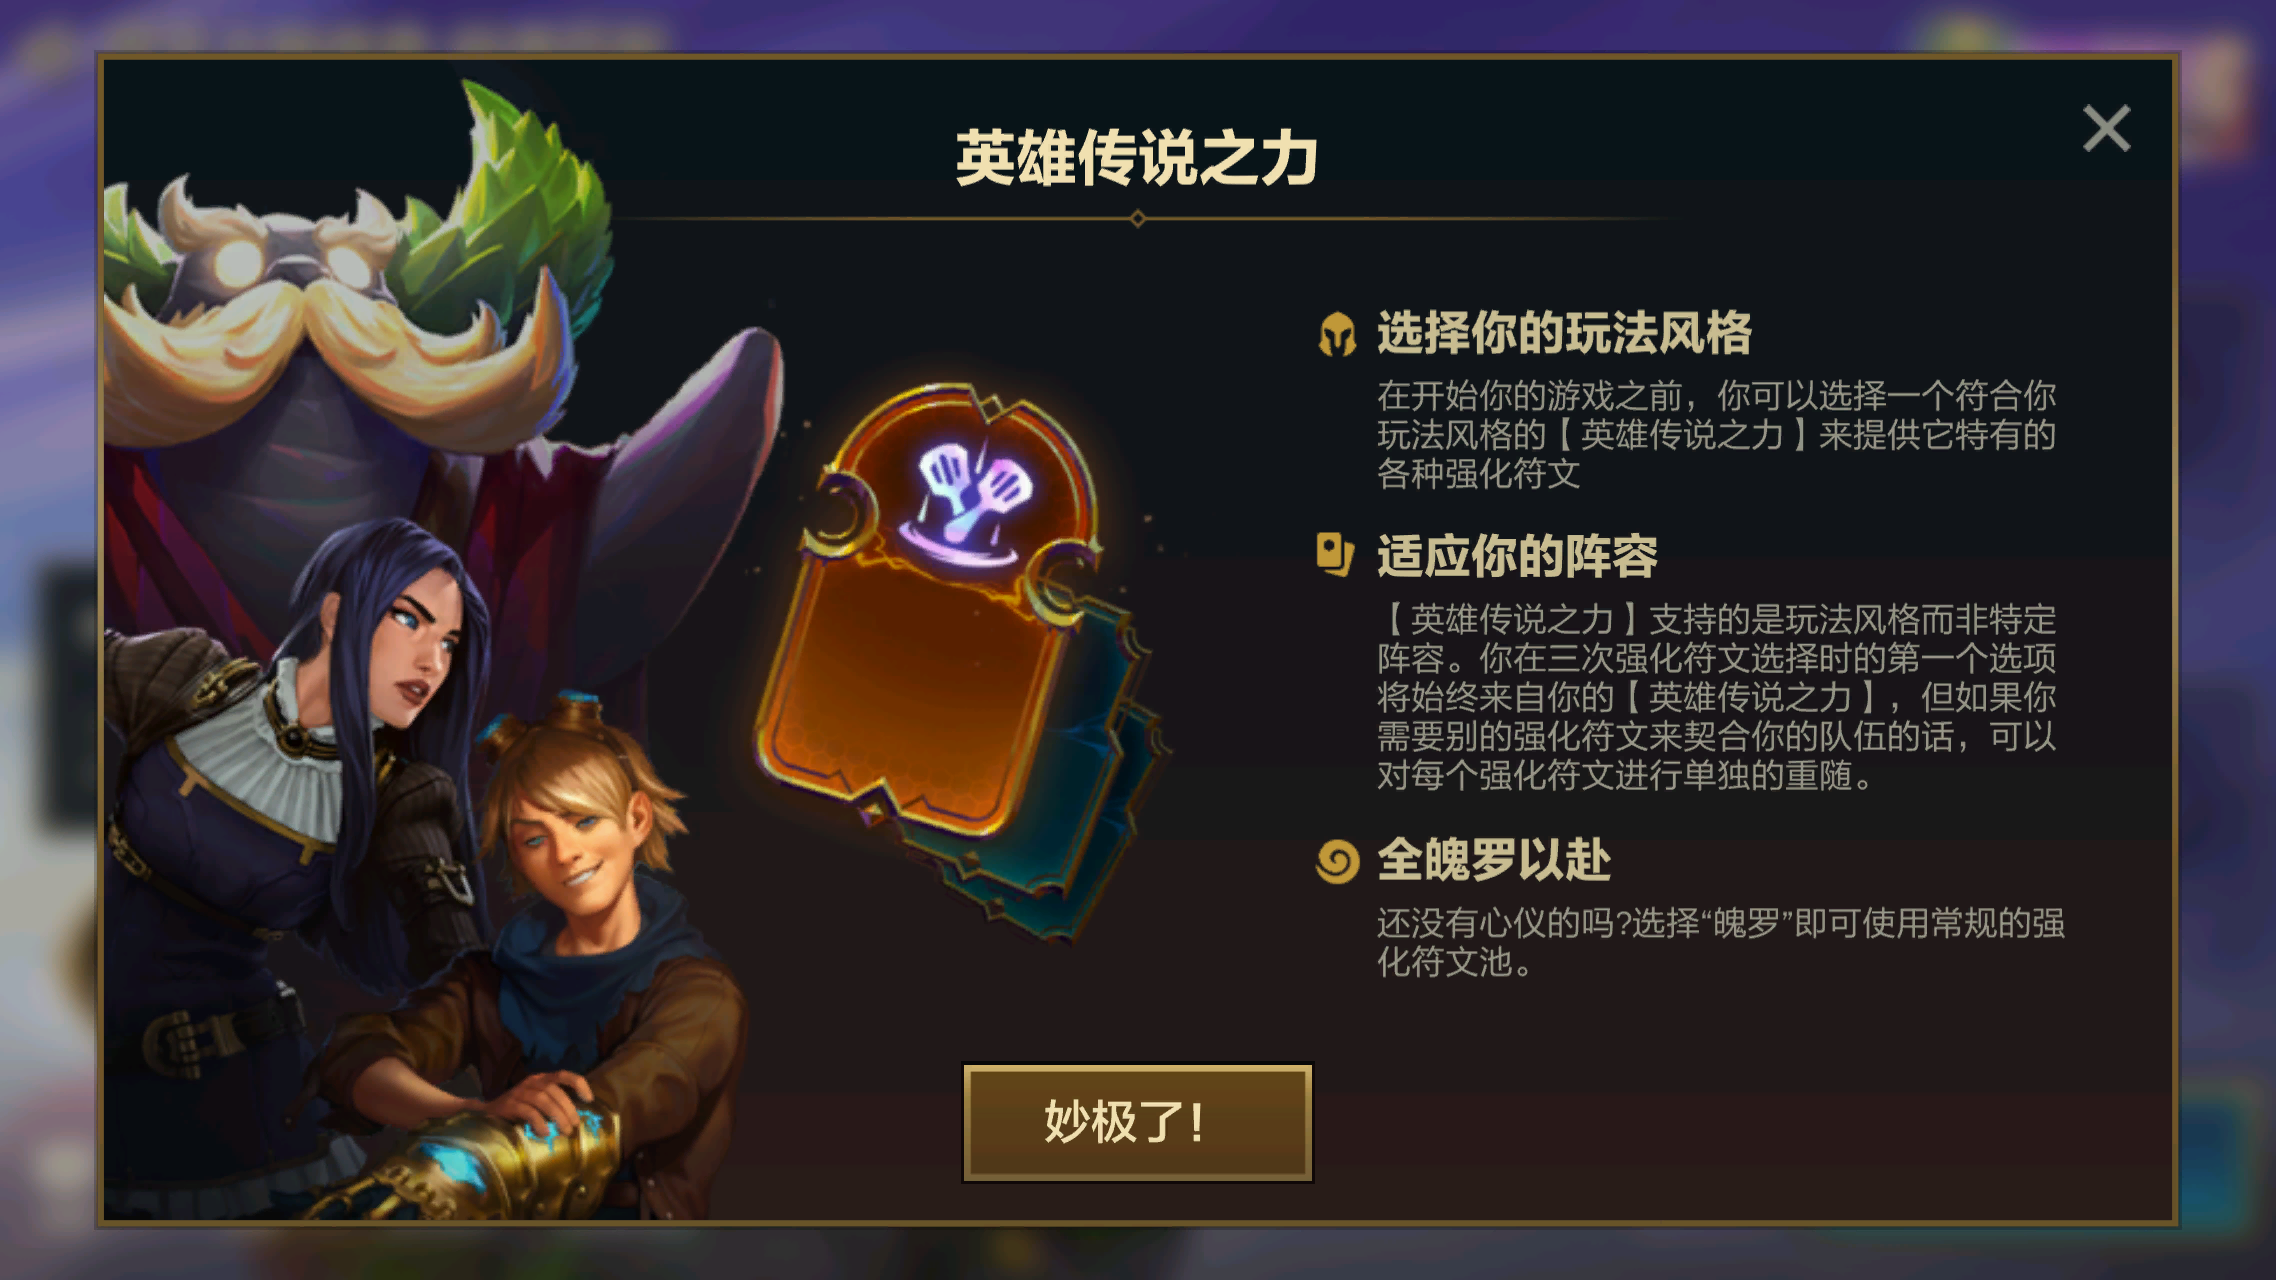 英雄传说之力
选择你的玩法风格
在开始你的游戏之前，你可以选择一个符合你
玩法风格的【英雄传说之力】来提供它特有的
各种强化符文
适应你的阵容
【英雄传说之力】支持的是玩法风格而非特定
阵容。你在三次强化符文选择时的第一个选项
将始终来自你的【英雄传说之力】，但如果你
需要别的强化符文来契合你的队伍的话，可以
对每个强化符文进行单独的重随。
全魄罗以赴
还没有心仪的吗?选择“魄罗”即可使用常规的强
化符文池。
妙极了!